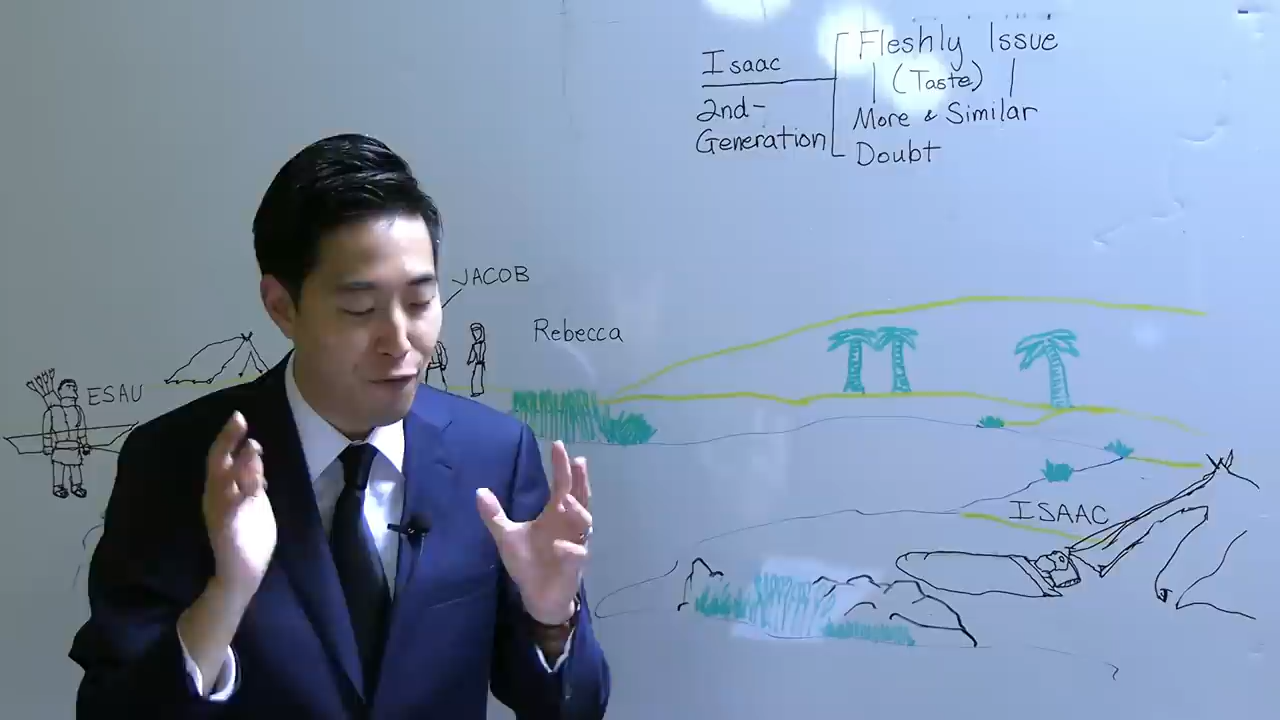 Isaac
2nd-
Generation
Fleshly Issue
(Taste)
More & Similar
Doubt
JACOB
Rebecca
ESAU
ISAAC